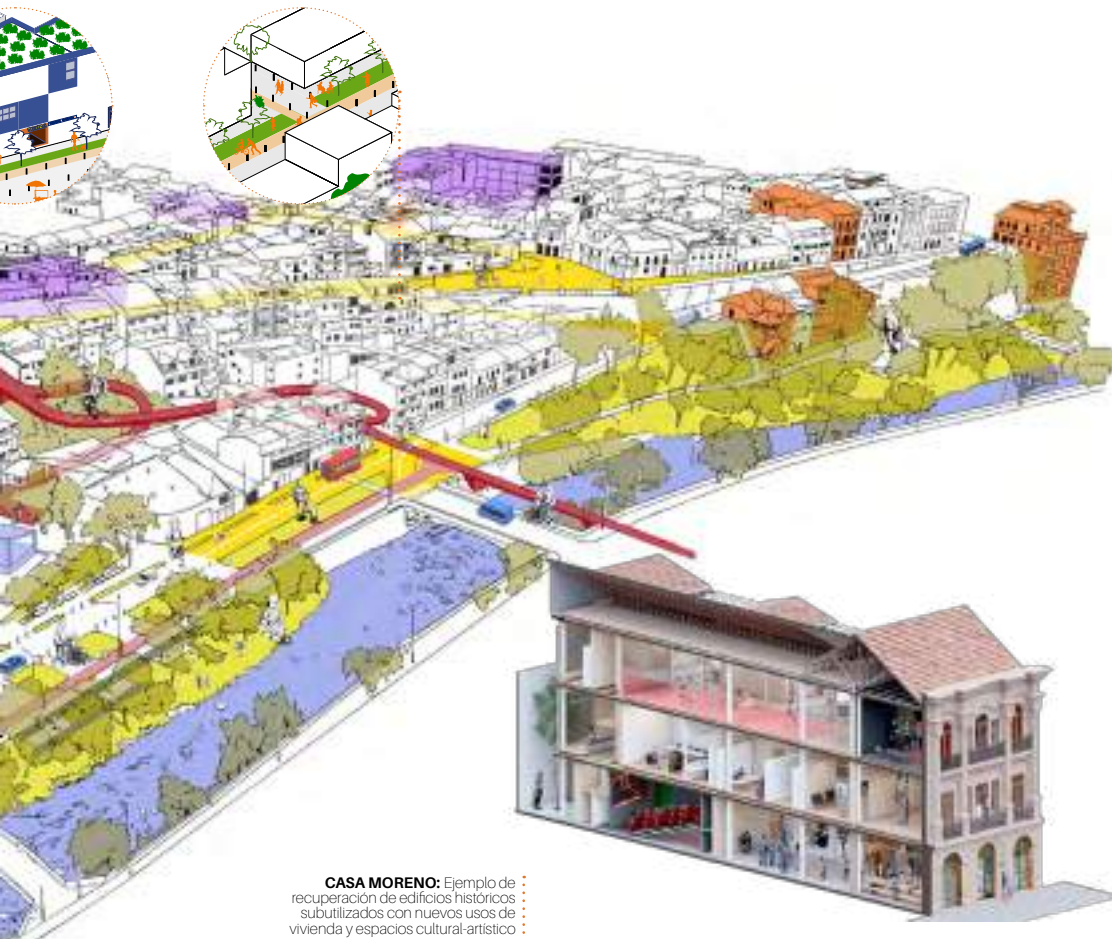 CASA MORENO: Ejemplo de
recuperación de edificios históricos
subutilizados con nuevos usos de
vivienda y espacios cultural-artístico